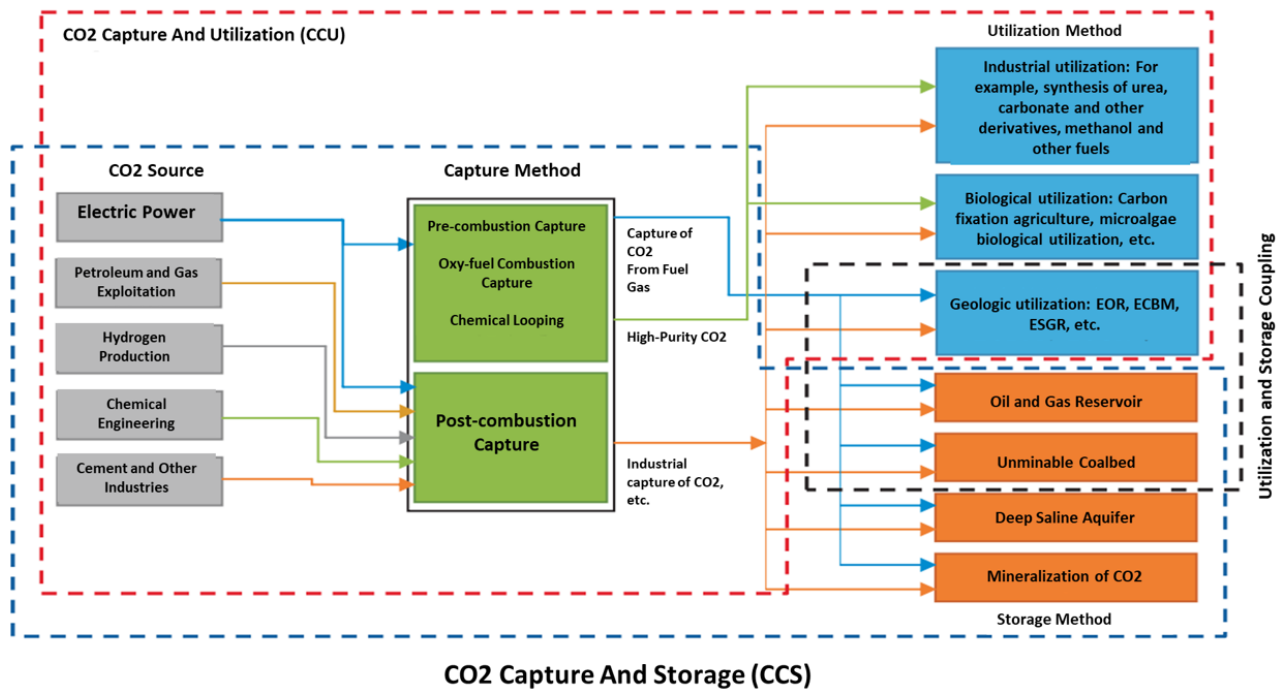 CO2 Capture And Utilization (CCU)
Utilization Method
Industrial utilization: For
example, synthesis of urea,
carbonate and other
derivatives, methanol and
other fuels
CO2 Source
Capture Method
Electric Power
Pre-combustion Capture
Oxy-fuel Combustion
Capture
Chemical Looping
Capture of
CO2
From Fuel
Gas
High-Purity CO2
Biological utilization: Carbon
fixation agriculture, microalgae
biological utilization, etc.
Petroleum and Gas
Exploitation
Hydrogen
Production
Geologic utilization: EOR, ECBM,
ESGR, etc.
Chemical
Engineering
Post-combustion
Capture
Oil and Gas Reservoir
Cement and Other
Industries
Industrial
capture of CO2,
etc.
Unminable Coalbed
Deep Saline Aquifer
Mineralization of CO2
Storage Method
Utilization and Storage Coupling
CO2 Capture And Storage (CCS)